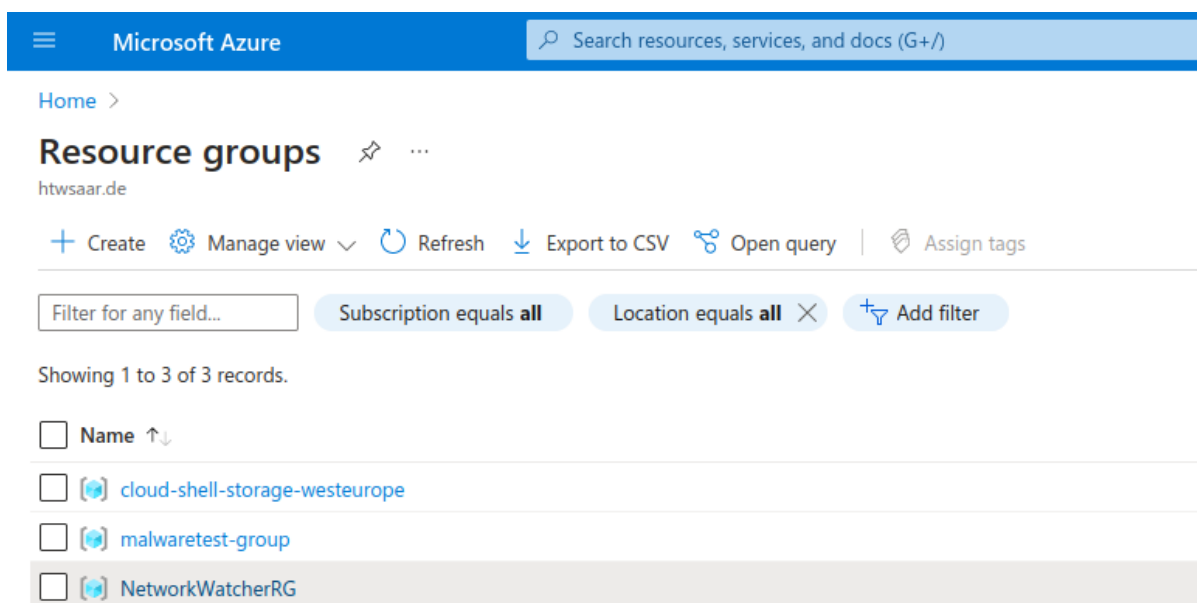 Microsoft Azure Search resources, services, and docs (G+/)
Home >
Resource groups ...
htwsaar.de
Create Manage view Refresh Export to CSV Open query Assign tags
Filter for any field... Subscription equals all Location equals all Add filter
Showing 1 to 3 of 3 records.
Name ↑↓
cloud-shell-storage-westeurope
malwaretest-group
NetworkWatcherRG